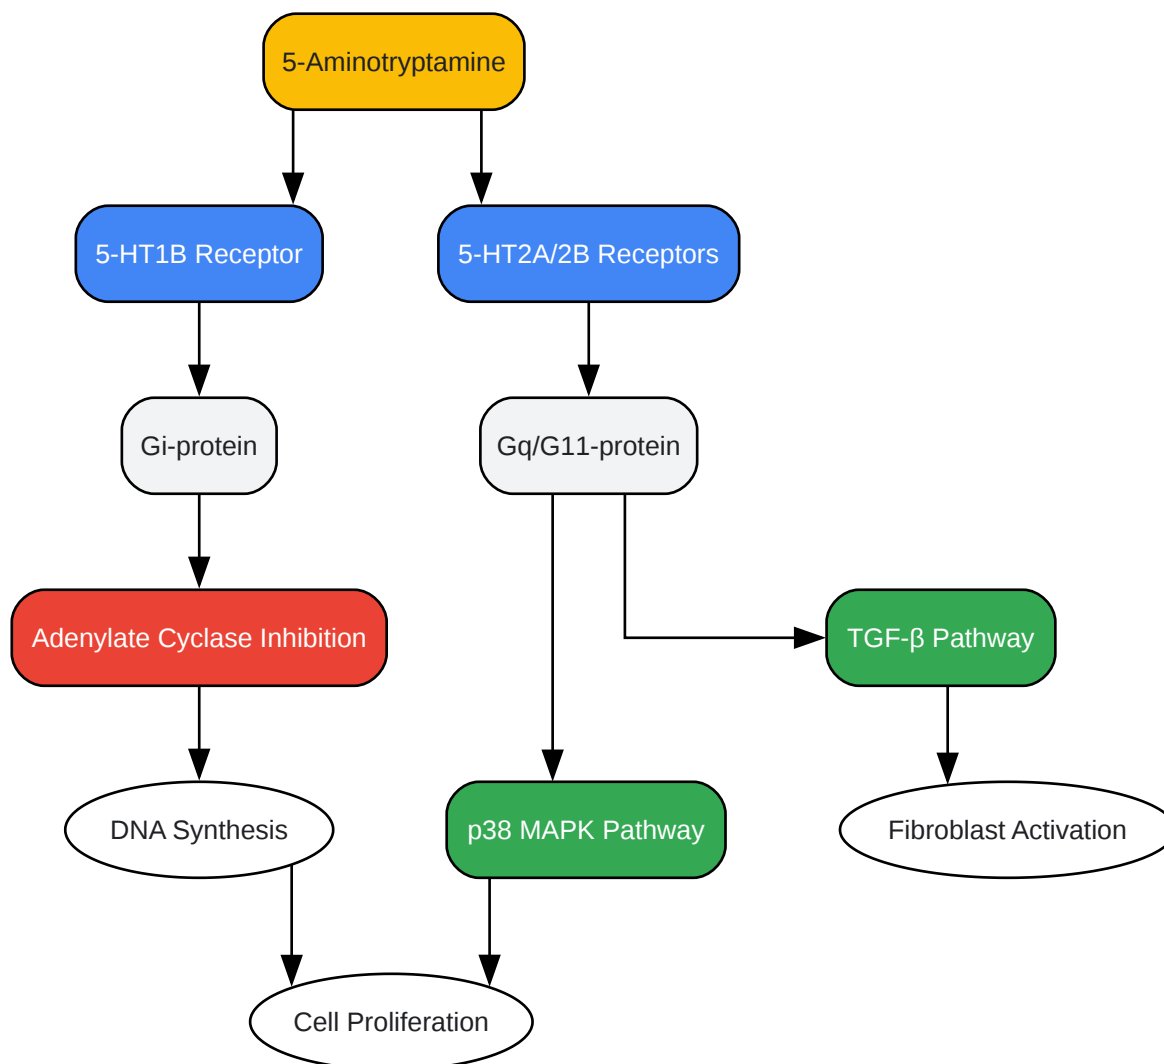 5-Aminotryptamine
5-HT1B Receptor
5-HT2A/2B Receptors
Gi-protein
Gq/G11-protein
Adenylate Cyclase Inhibition
TGF-β Pathway
DNA Synthesis
p38 MAPK Pathway
Fibroblast Activation
Cell Proliferation